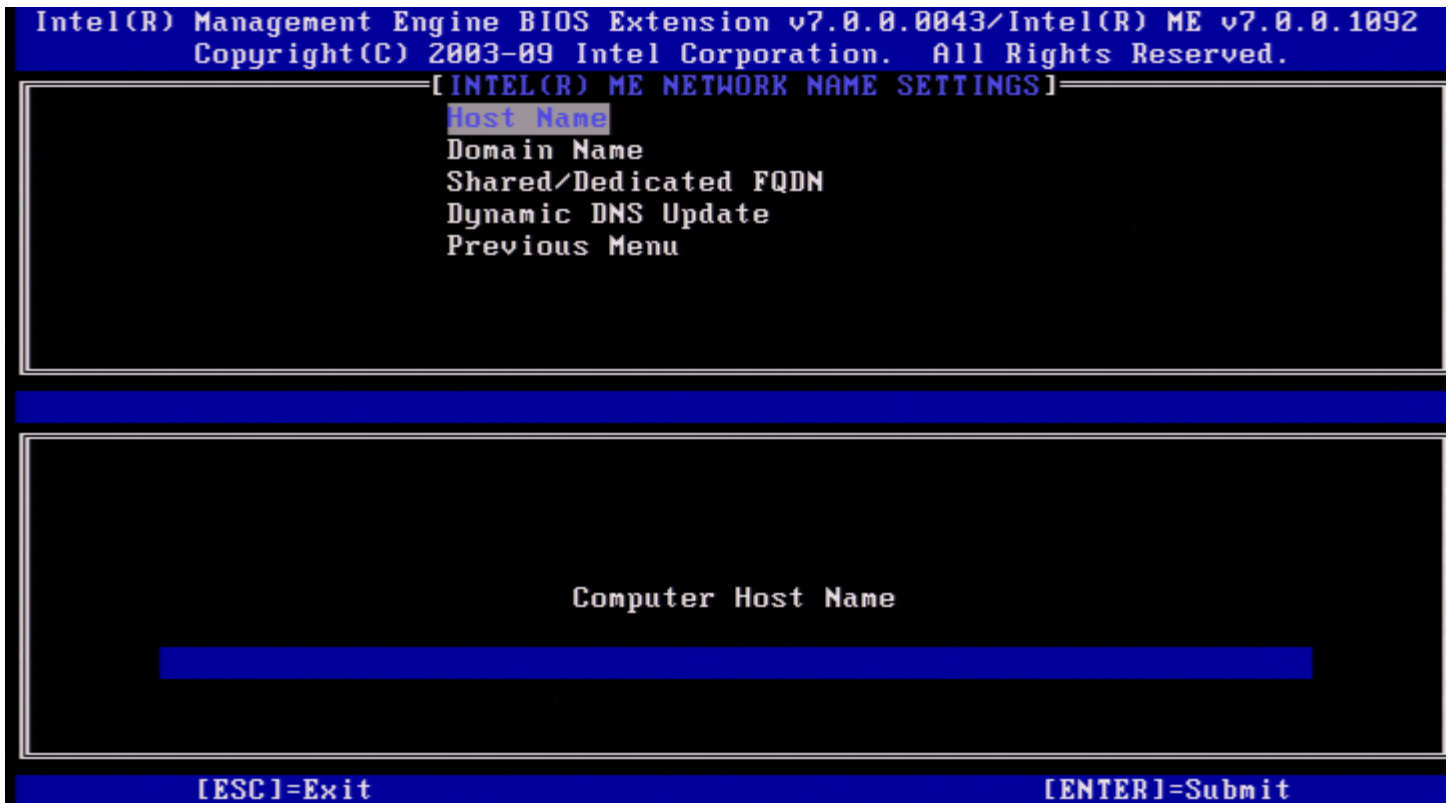 Intel(R) Management Engine BIOS Extension v7.0.0.0043/Intel(R) ME v7.0.0.1092
Copyright(C) 2003-09 Intel Corporation. All Rights Reserved.
[INTEL(R) ME NETWORK NAME SETTINGS]
Host Name
Domain Name
Shared/Dedicated FQDN
Dynamic DNS Update
Previous Menu
Computer Host Name
[ESC]=Exit [ENTER]=Submit